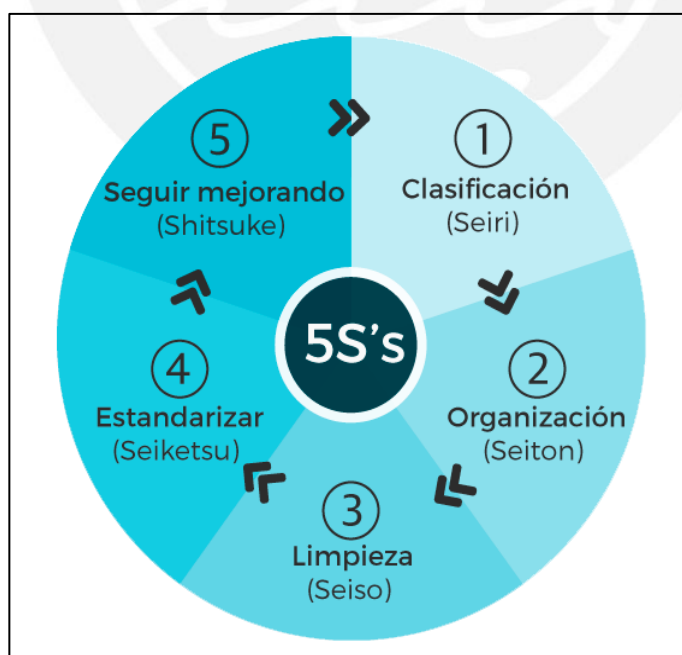 1
Clasificación
(Seiri)
2
Organización
(Seiton)
3
Limpieza
(Seiso)
4
Estandarizar
(Seiketsu)
5
Seguir mejorando
(Shitsuke)
5S's